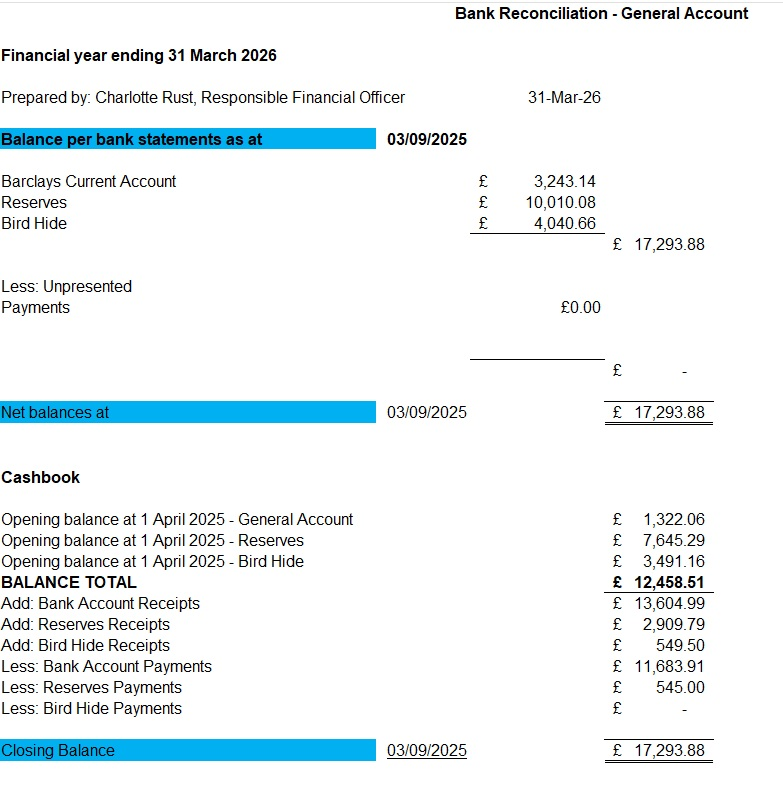 Bank Reconciliation - General Account
Financial year ending 31 March 2026
Prepared by: Charlotte Rust, Responsible Financial Officer 31-Mar-26
Balance per bank statements as at 03/09/2025
Barclays Current Account £ 3,243.14
Reserves £ 10,010.08
Bird Hide £ 4,040.66
£ 17,293.88
Less: Unpresented
Payments £0.00
£ -
Net balances at 03/09/2025 £ 17,293.88
Cashbook
Opening balance at 1 April 2025 - General Account £ 1,322.06
Opening balance at 1 April 2025 - Reserves £ 7,645.29
Opening balance at 1 April 2025 - Bird Hide £ 3,491.16
BALANCE TOTAL £ 12,458.51
Add: Bank Account Receipts £ 13,604.99
Add: Reserves Receipts £ 2,909.79
Add: Bird Hide Receipts £ 549.50
Less: Bank Account Payments £ 11,683.91
Less: Reserves Payments £ 545.00
Less: Bird Hide Payments £ -
Closing Balance 03/09/2025 £ 17,293.88